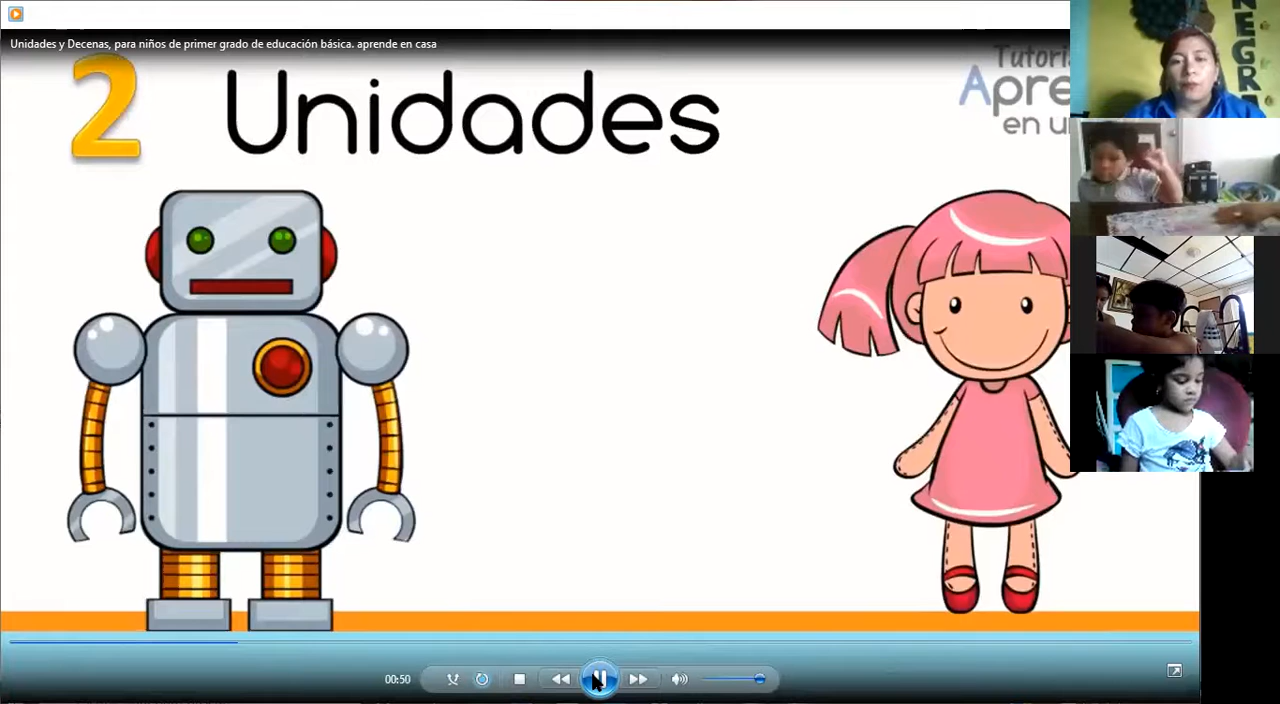 Unidades y Decenas, para niños de primer grado de educación básica. aprende en casa
2 Unidades
00:50